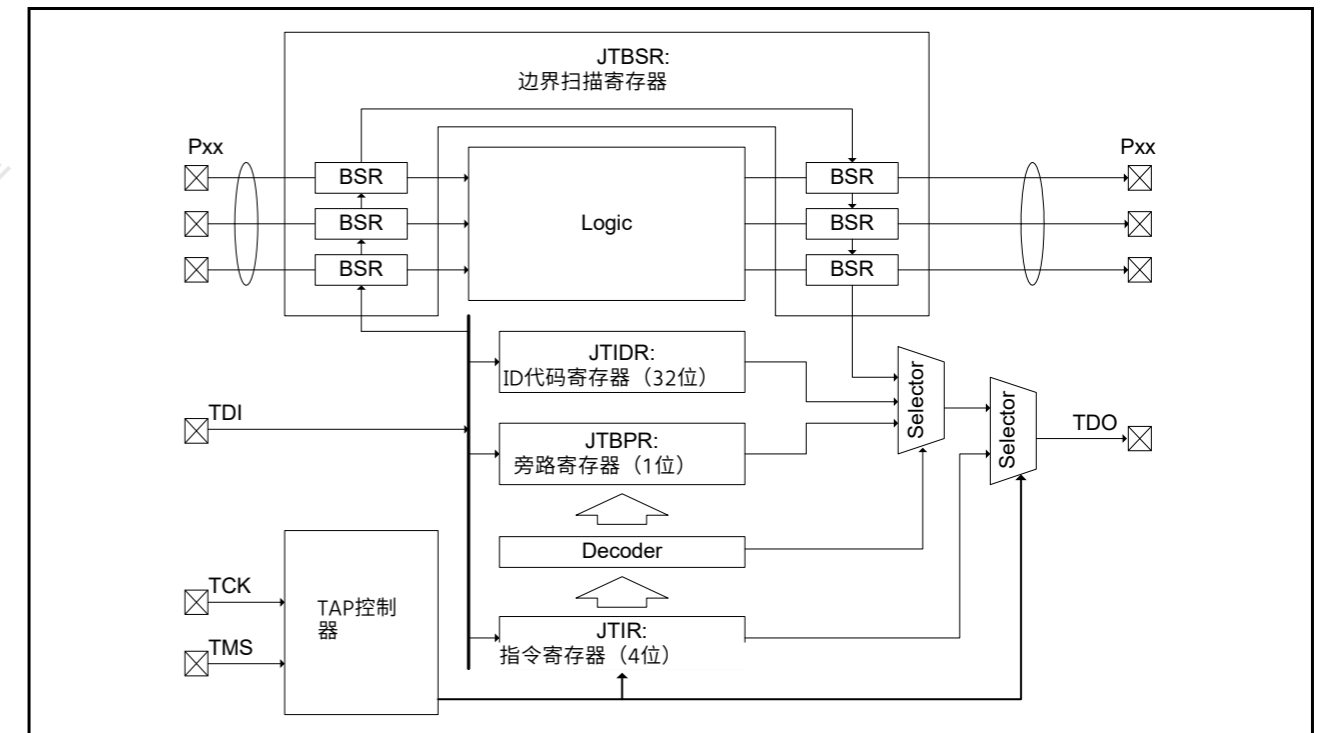 JTBSR:
边界扫描寄存器
Pxx
Pxx
BSR
BSR
BSR
BSR
BSR
BSR
Logic
JTIDR:
ID代码寄存器（32位）
TDI
JTBPR:
旁路寄存器（1位）
Selector
Selector
TDO
Decoder
TCK
TMS
TAP控制
器
JTIR:
指令寄存器（4位）